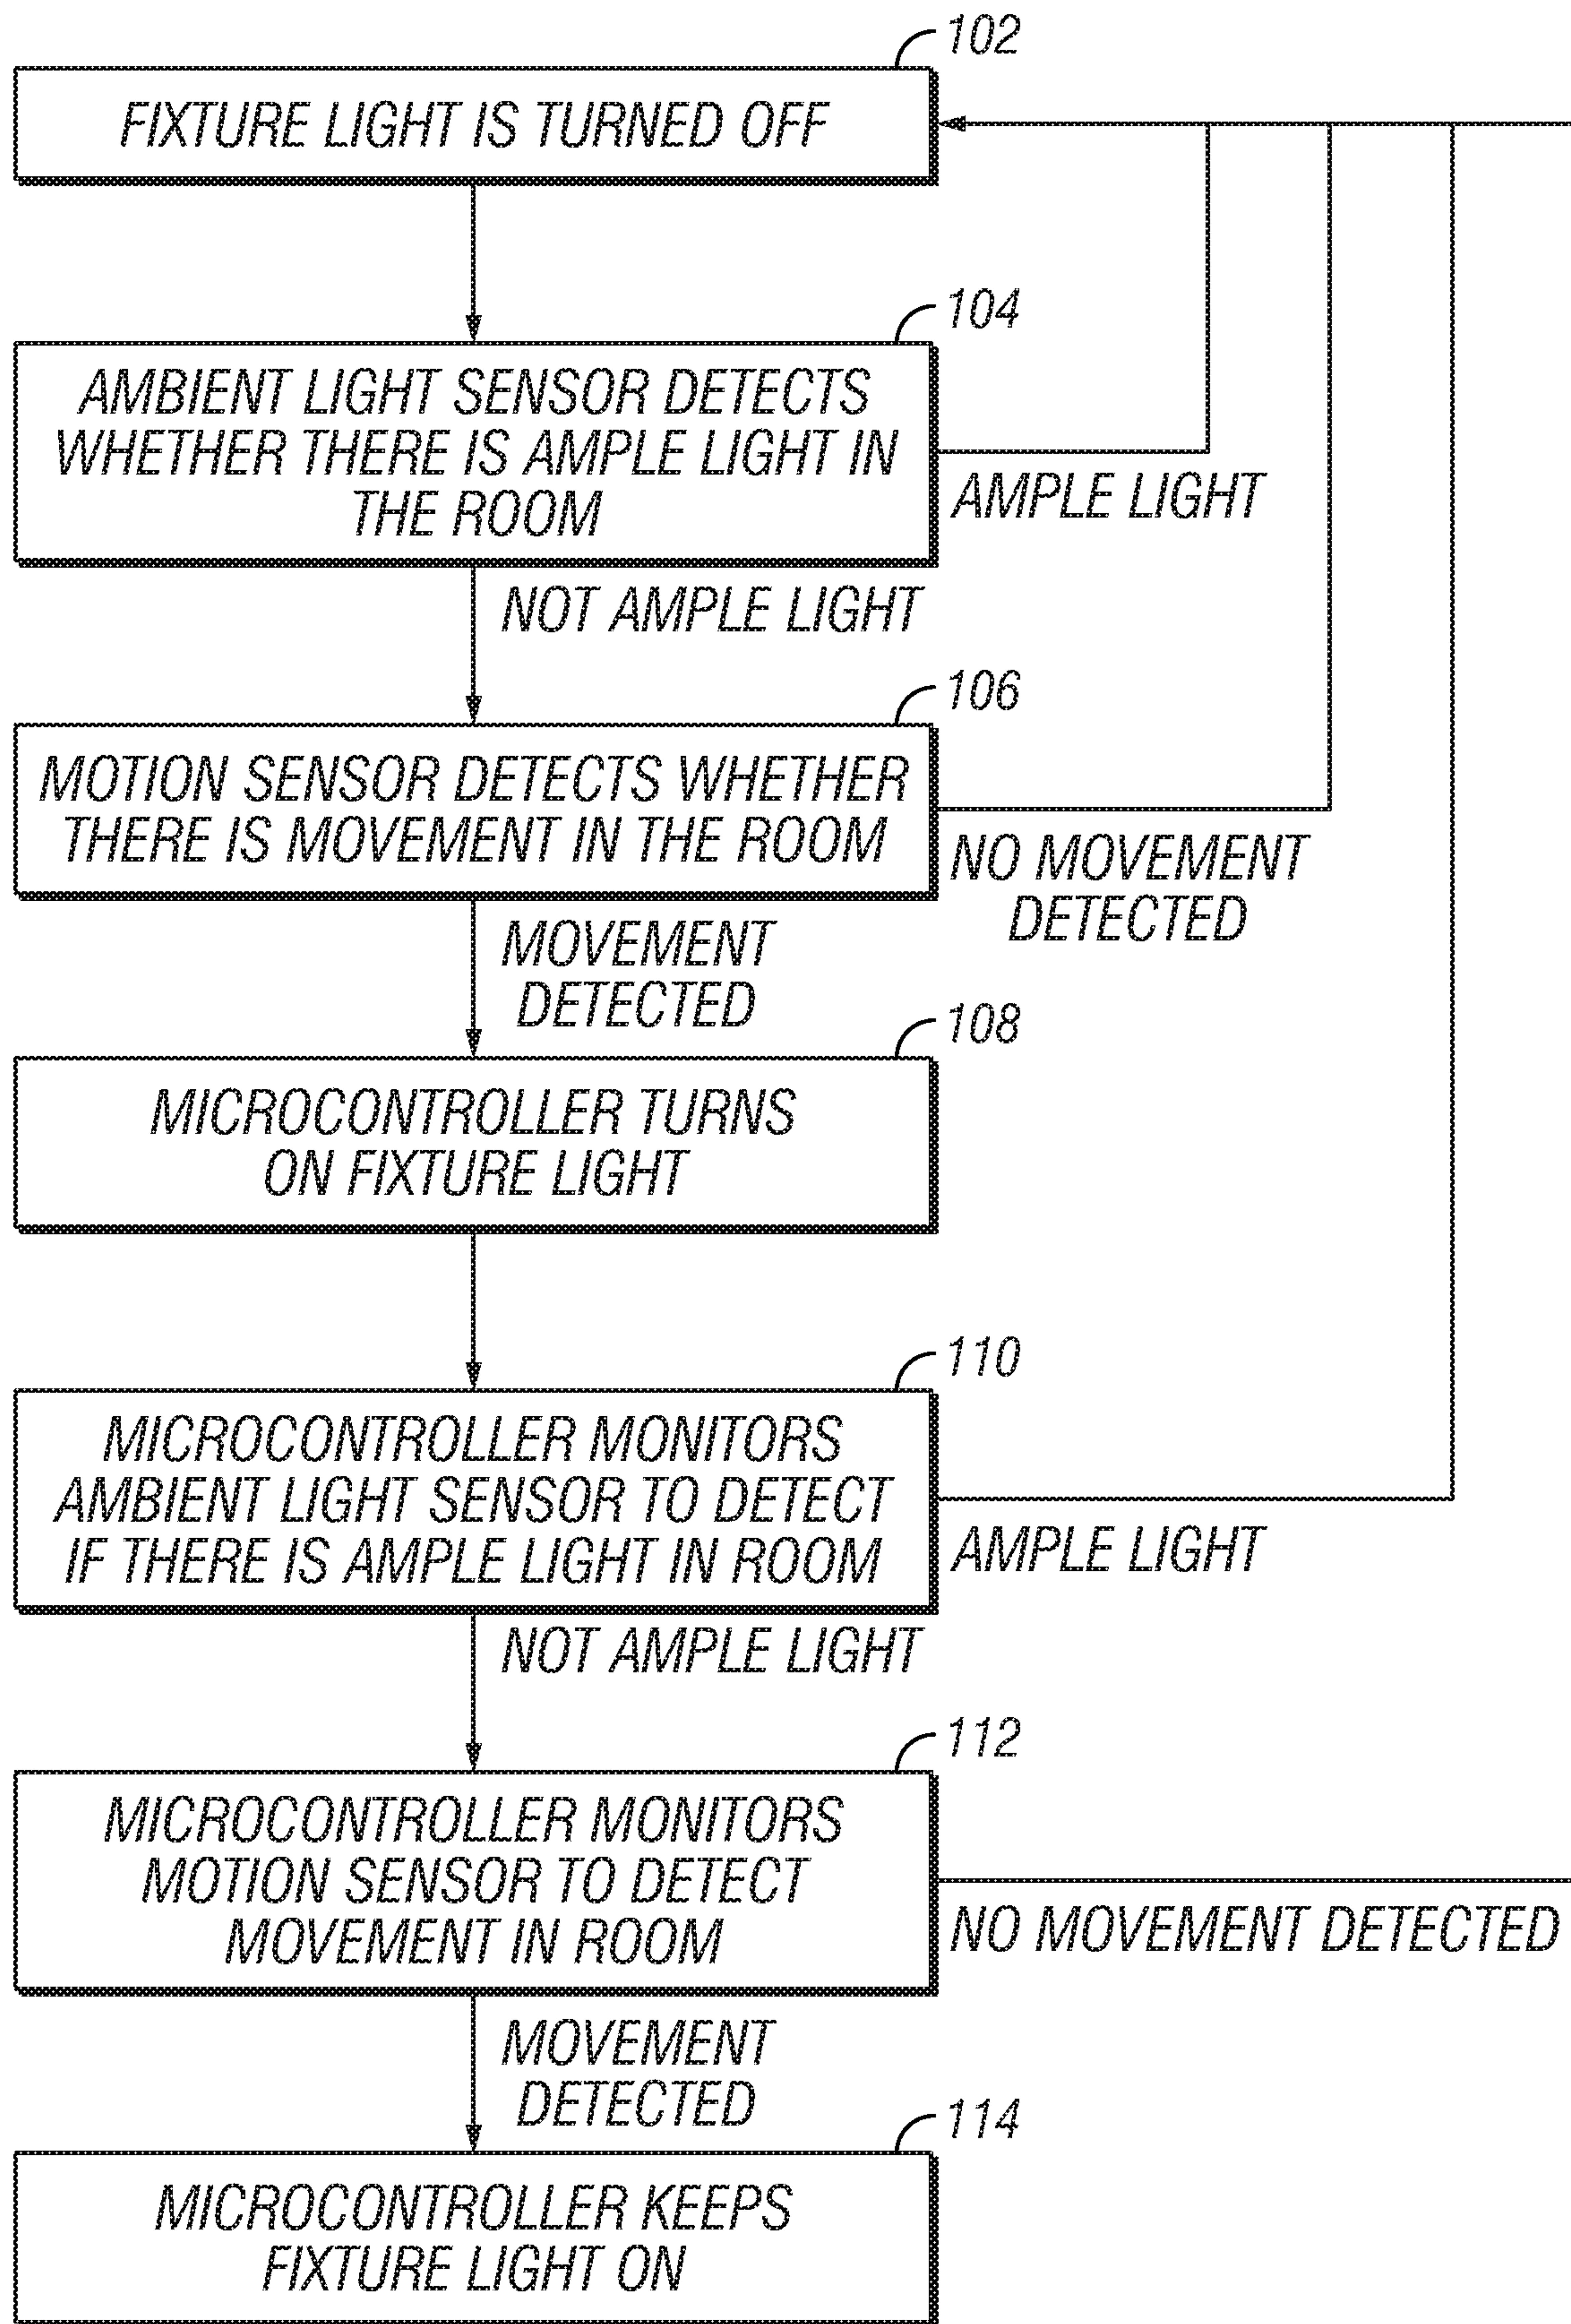 102
FIXTURE LIGHT IS TURNED OFF
104
AMBIENT LIGHT SENSOR DETECTS
WHETHER THERE IS AMPLE LIGHT IN
THE ROOM
AMPLE LIGHT
NOT AMPLE LIGHT
106
MOTION SENSOR DETECTS WHETHER
THERE IS MOVEMENT IN THE ROOM
NO MOVEMENT
DETECTED
MOVEMENT
DETECTED
108
MICROCONTROLLER TURNS
ON FIXTURE LIGHT
110
MICROCONTROLLER MONITORS
AMBIENT LIGHT SENSOR TO DETECT
IF THERE IS AMPLE LIGHT IN ROOM
AMPLE LIGHT
NOT AMPLE LIGHT
112
MICROCONTROLLER MONITORS
MOTION SENSOR TO DETECT
MOVEMENT IN ROOM
NO MOVEMENT DETECTED
MOVEMENT
DETECTED
114
MICROCONTROLLER KEEPS
FIXTURE LIGHT ON